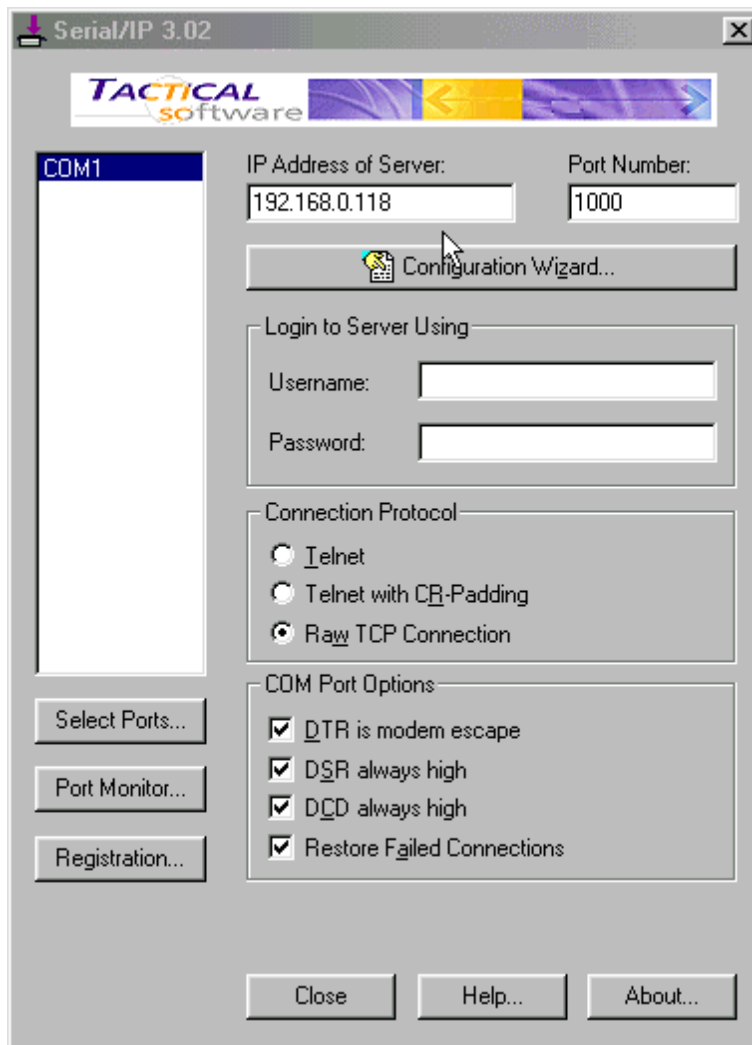 Serial/IP 3.02
TACTICAL
software
COM1
IP Address of Server:
Port Number:
192.168.0.118
1000
Configuration Wizard...
Login to Server Using
Username:
Password:
Connection Protocol
Telnet
Telnet with CR-Padding
Raw TCP Connection
COM Port Options
DTR is modem escape
DSR always high
DCD always high
Restore Failed Connections
Select Ports...
Port Monitor...
Registration...
Close
Help...
About...